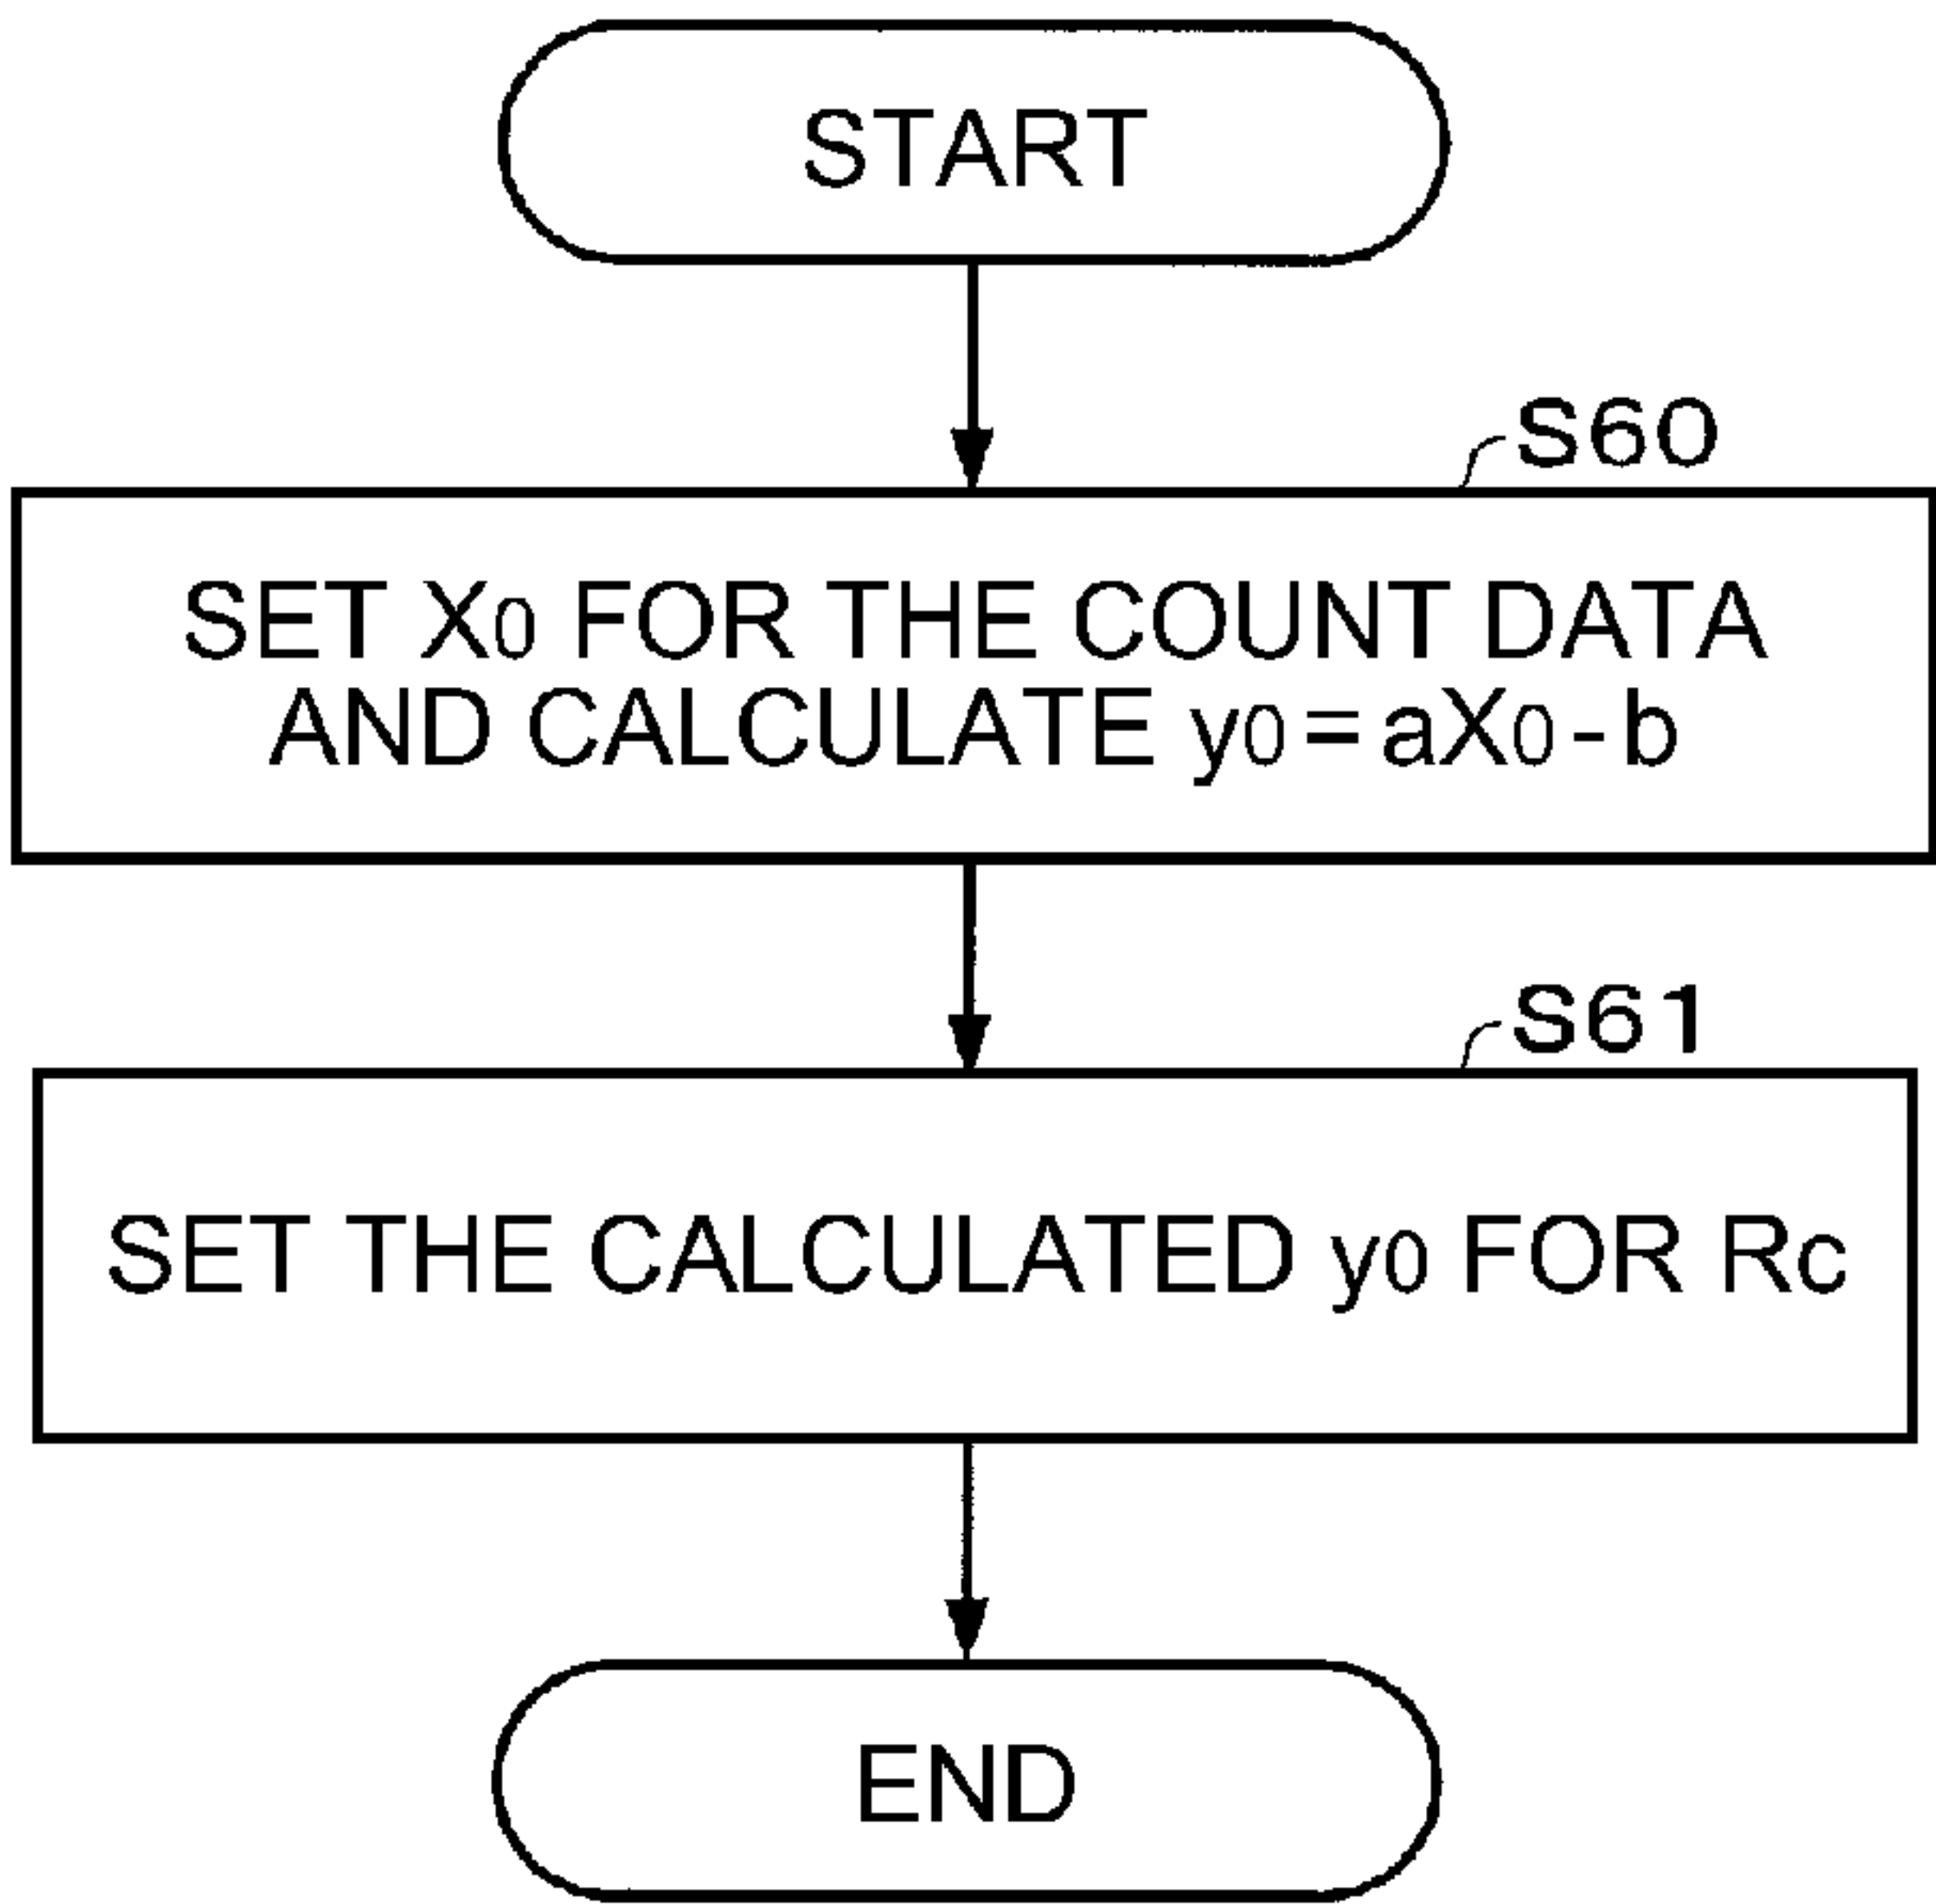 START
S60
SET X0 FOR THE COUNT DATA
AND CALCULATE y0 = aX0 - b
S61
SET THE CALCULATED y0 FOR Rc
END